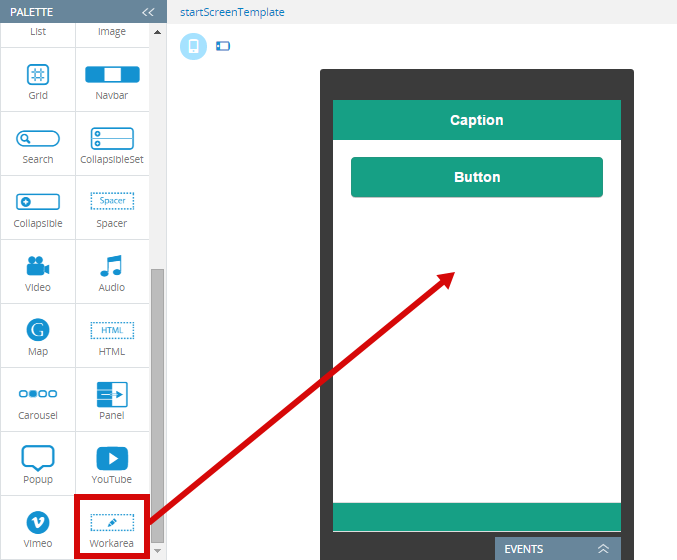 PALETTE
startScreenTemplate
List
Image
Grid
Navbar
Search
CollapsibleSet
Collapsible
Spacer
Spacer
Video
Audio
G
Map
HTML
HTML
Carousel
Panel
Popup
YouTube
Vimeo
Workarea
Caption
Button
EVENTS